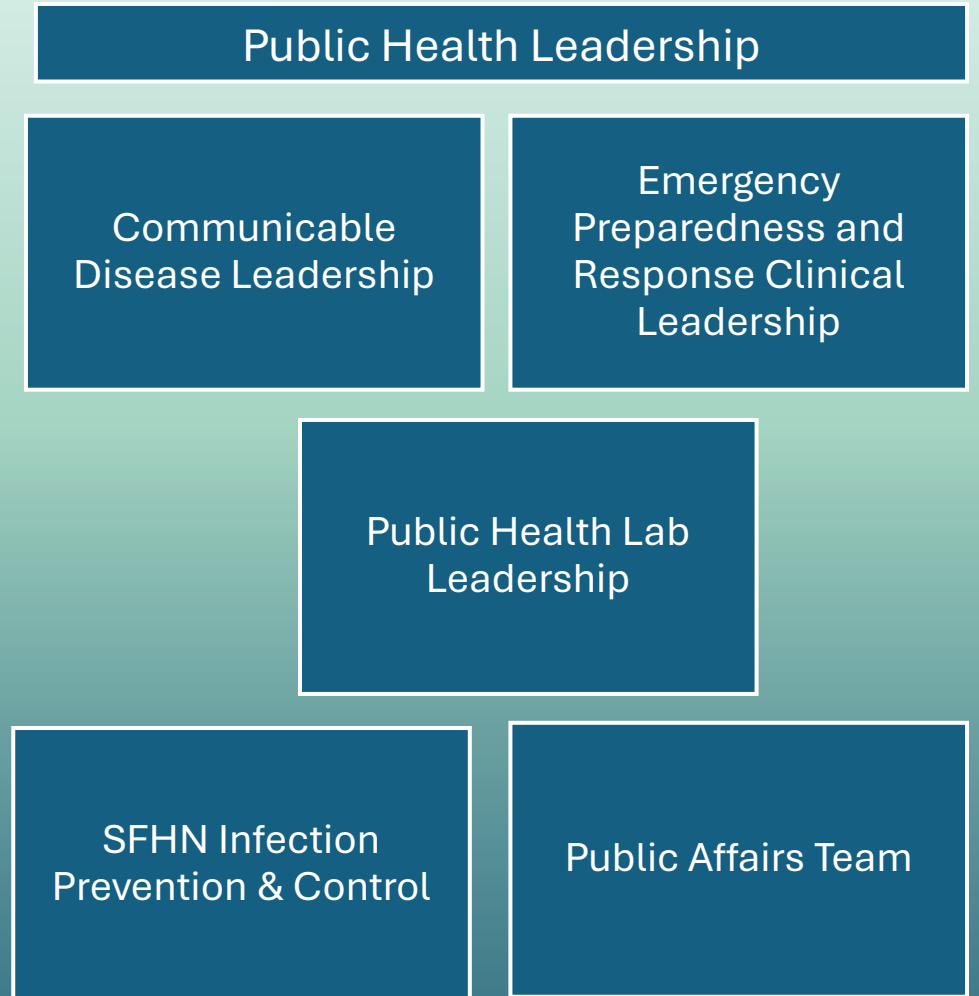 Public Health Leadership
Communicable
Disease Leadership
Emergency
Preparedness and
Response Clinical
Leadership
Public Health Lab
Leadership
SFHN Infection
Prevention & Control
Public Affairs Team